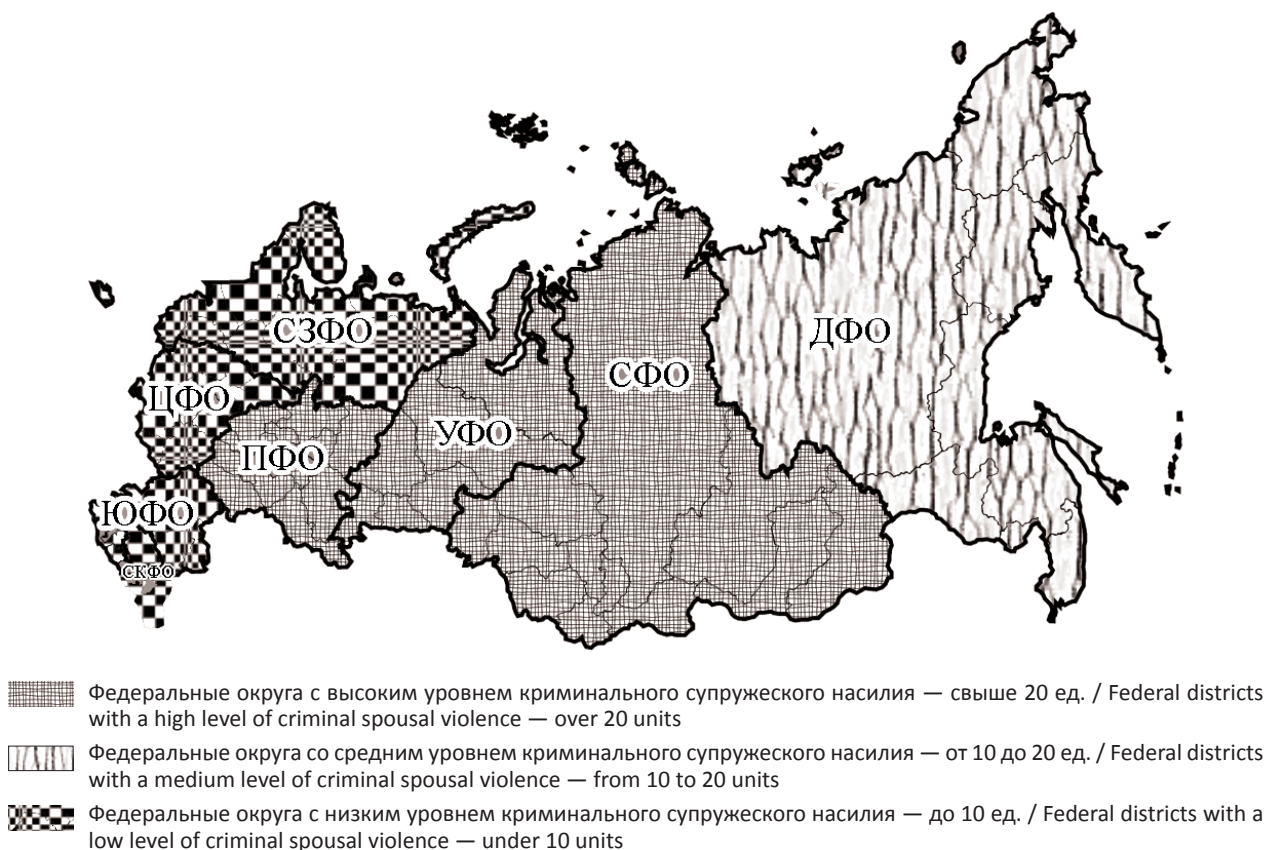 СЗФО
ДФО
СФО
ЦФО
УФО
ПФО
ЮФО
СКФО
Федеральные округа с высоким уровнем криминального супружеского насилия — свыше 20 ед. / Federal districts
with a high level of criminal spousal violence — over 20 units
Федеральные округа со средним уровнем криминального супружеского насилия — от 10 до 20 ед. / Federal districts
with a medium level of criminal spousal violence — from 10 to 20 units
Федеральные округа с низким уровнем криминального супружеского насилия — до 10 ед. / Federal districts with a
low level of criminal spousal violence — under 10 units